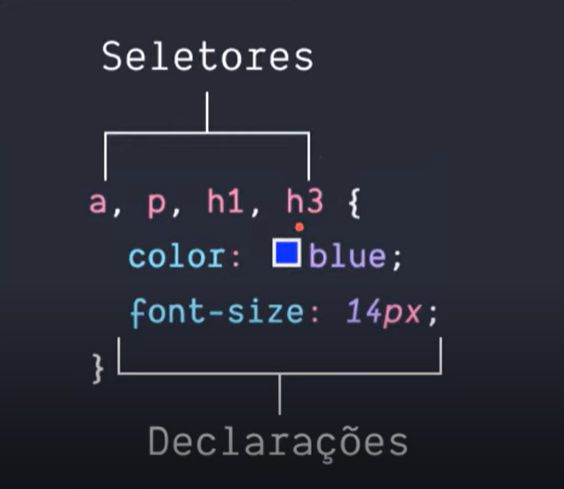 Seletores
a, p, h1, h3 {
color: blue;
font-size: 14px;
}
Declarações